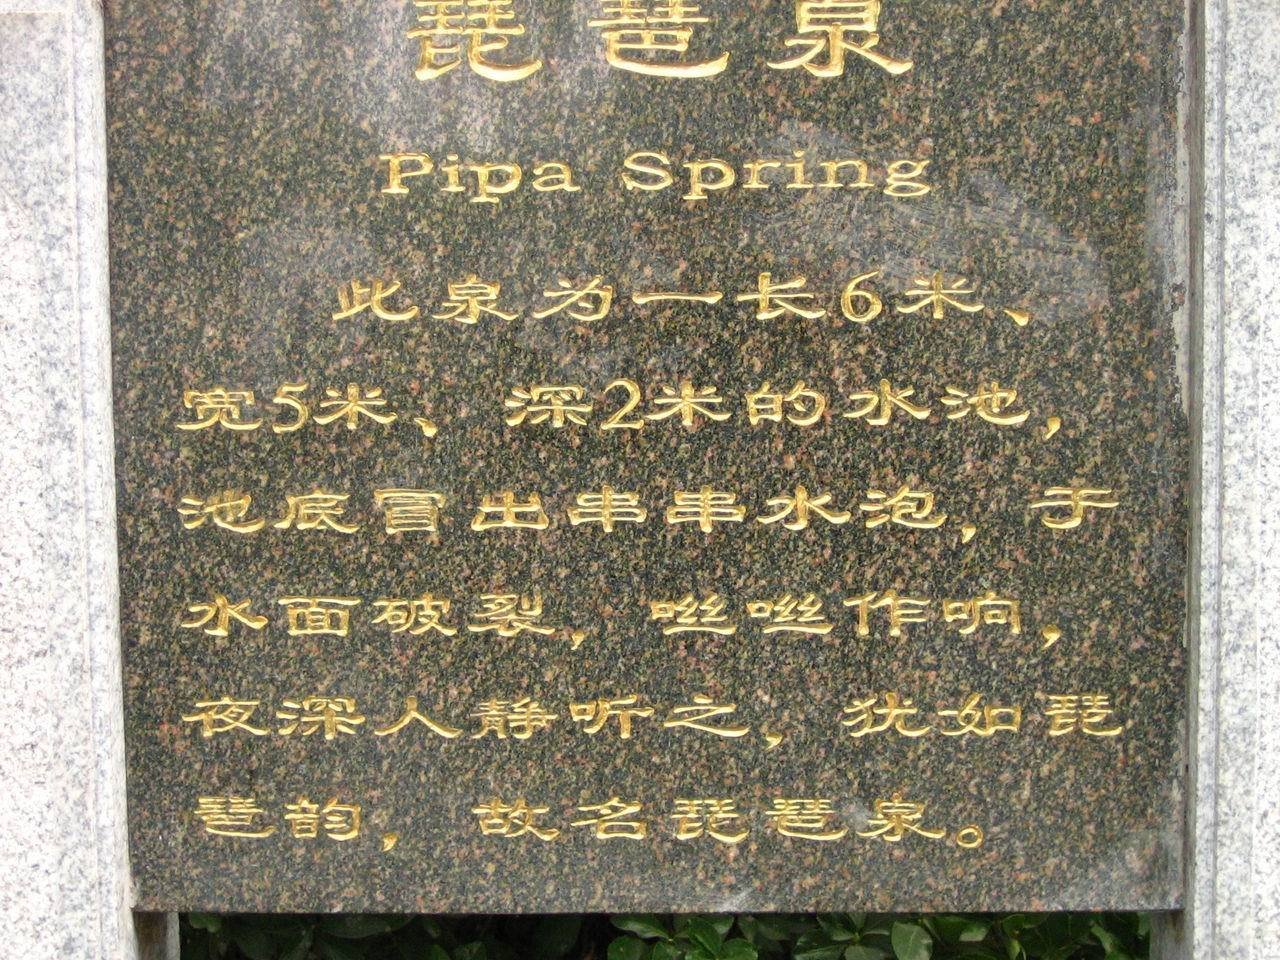 琵琶泉
Pipa Spring
此泉为一长6米、
宽5米、深2米的水池，
池底冒出串串水泡，于
水面破裂，咝咝作响，
夜深人静听之，犹如琵
琶韵，故名琵琶泉。